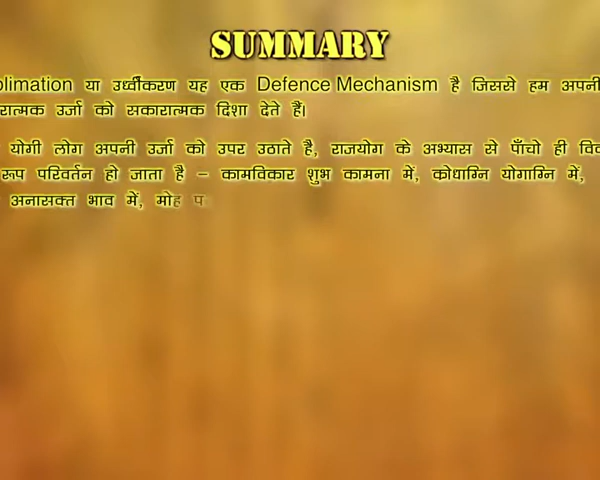 SUMMARY
blimation या उर्ध्वीकरण यह एक Defence Mechanism है जिससे हम अपनी
रात्मक उर्जा को सकारात्मक दिशा देते हैं।
योगी लोग अपनी उर्जा को उपर उठाते है, राजयोग के अभ्यास से पाँचो ही वि
रूप परिवर्तन हो जाता है – कामविकार शुभ कामना में, क्रोधाग्नि योगाग्नि में,
अनासक्त भाव में, मोह प